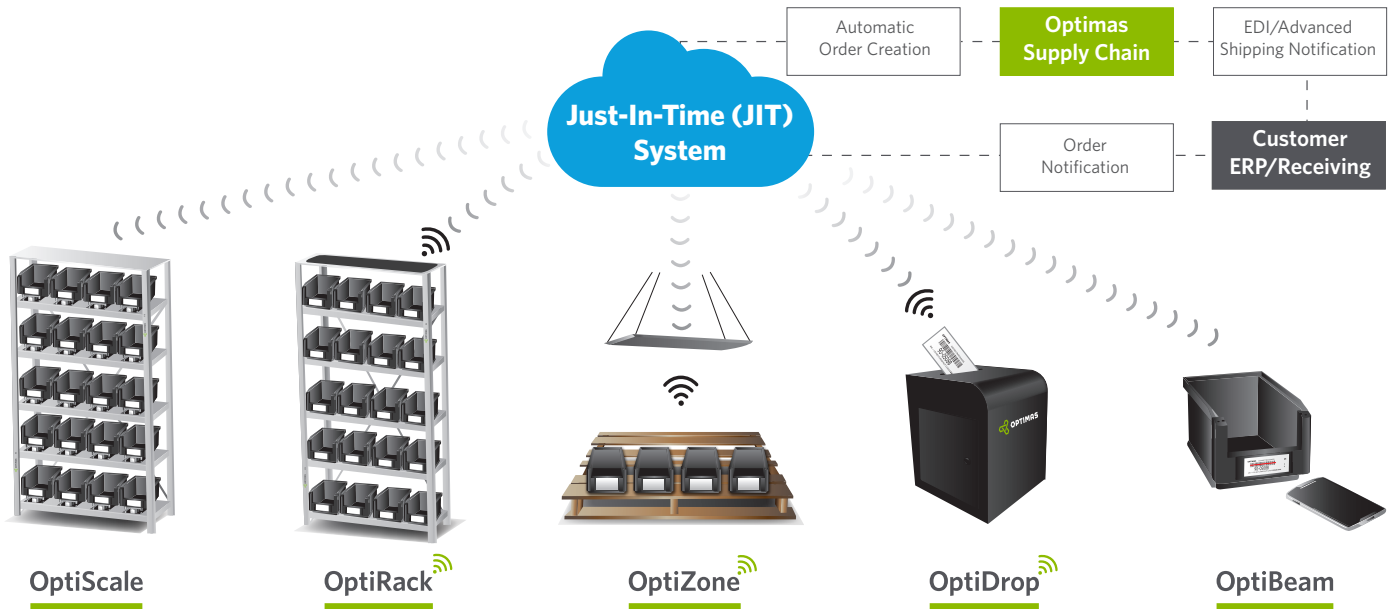 Automatic
Order Creation
Optimas
Supply Chain
EDI/Advanced
Shipping Notification
Just-In-Time (JIT)
System
Order
Notification
Customer
ERP/Receiving
OPTIMAS
OptiScale
OptiRack
OptiZone
OptiDrop
OptiBeam